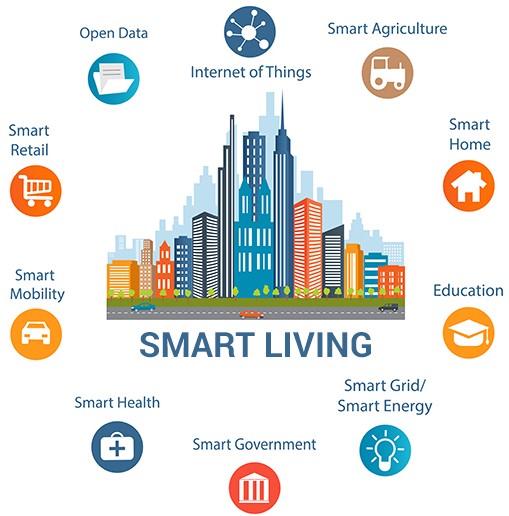 Open Data
Internet of Things
Smart Agriculture
Smart
Retail
Smart
Home
Smart
Mobility
Education
SMART LIVING
Smart Health
Smart Government
Smart Grid/
Smart Energy